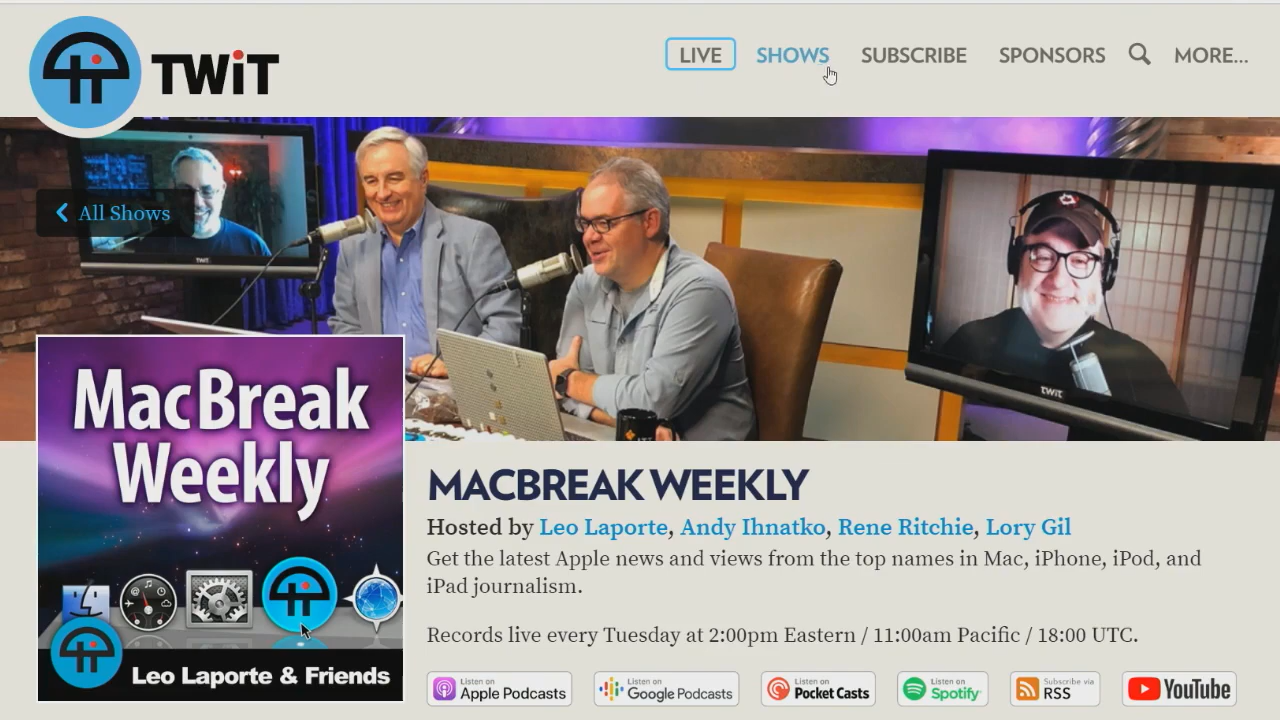 TWiT
LIVE
SHOWS
SUBSCRIBE
SPONSORS
MORE...
All Shows
TWiT
TWiT
MacBreak
Weekly
Leo Laporte & Friends
MACBREAK WEEKLY
Hosted by Leo Laporte, Andy Ihnatko, Rene Ritchie, Lory Gil
Get the latest Apple news and views from the top names in Mac, iPhone, iPod, and
iPad journalism.
Records live every Tuesday at 2:00pm Eastern / 11:00am Pacific / 18:00 UTC.
Listen on
Apple Podcasts
Listen on
Google Podcasts
Listen on
Pocket Casts
Listen on
Spotify
Subscribe via
RSS
YouTube